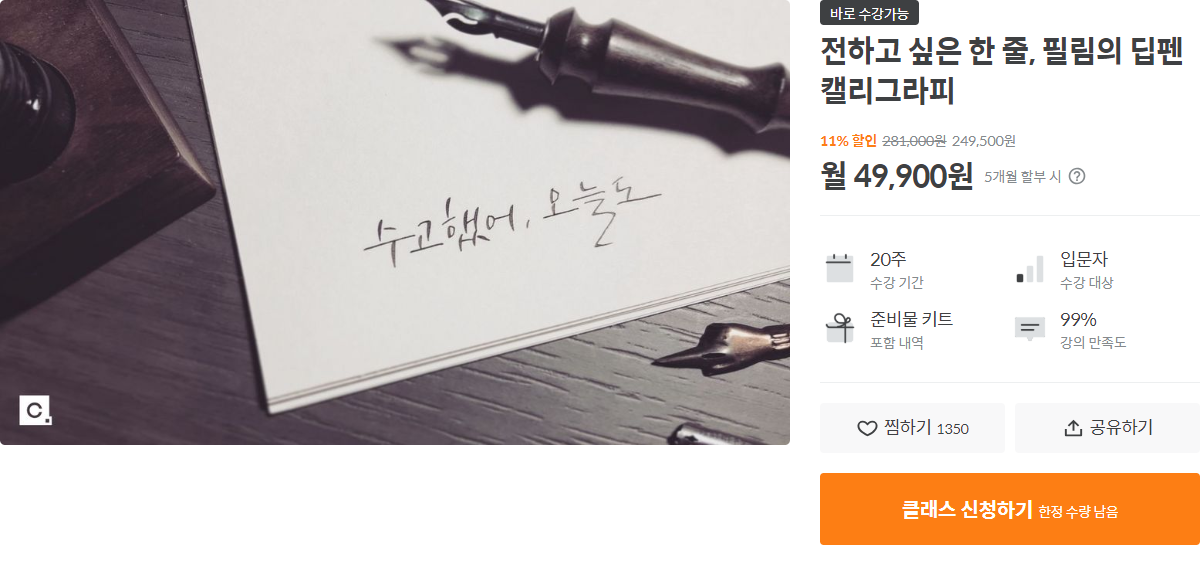 수고했어, 오늘도
C.
바로 수강가능
전하고 싶은 한 줄, 필림의 딥펜
캘리그라피
11% 할인 281,000원 249,500원
월 49,900원 5개월 할부 시 ?
20주
수강 기간
입문자
수강 대상
준비물 키트
포함 내역
99%
강의 만족도
찜하기 1350
공유하기
클래스 신청하기 한정 수량 남음